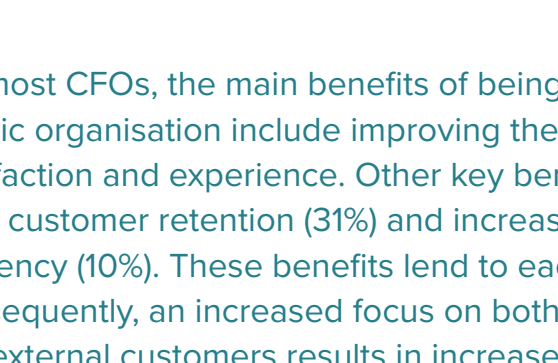 most CFOs, the main benefits of being
ic organisation include improving the
faction and experience. Other key ben
customer retention (31%) and increas
ency (10%). These benefits lend to eac
equently, an increased focus on both
external customers results in increase